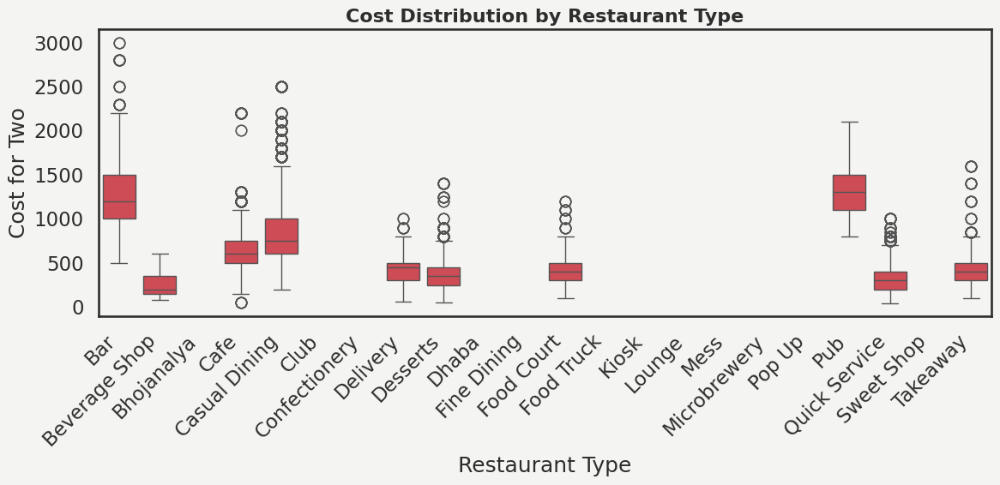 Cost Distribution by Restaurant Type
Cost for Two
3000
2500
2000
1500
1000
500
0
Bar
Beverage Shop
Bhojanalya
Cafe
Casual Dining
Club
Confectionery
Delivery
Desserts
Dhaba
Fine Dining
Food Court
Food Truck
Kiosk
Lounge
Mess
Microbrewery
Pop Up
Pub
Quick Service
Sweet Shop
Takeaway
Restaurant Type